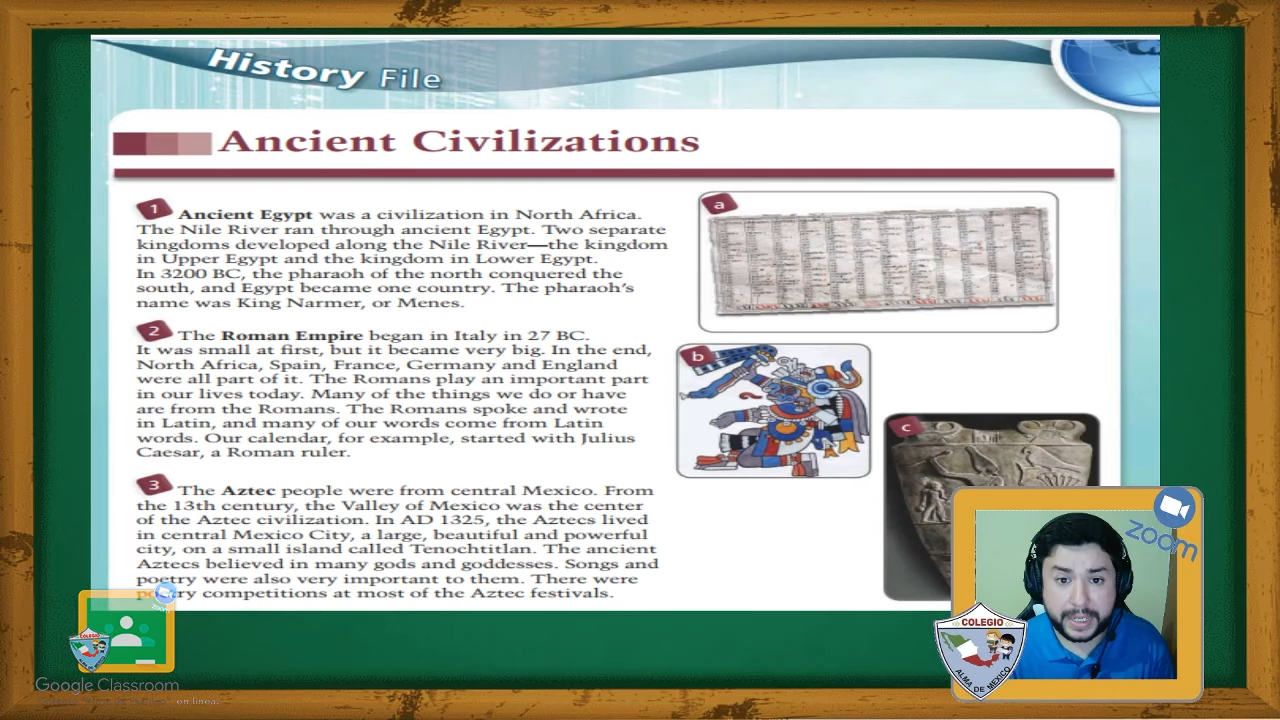 History File
Ancient Civilizations
1 Ancient Egypt was a civilization in North Africa.
The Nile River ran through ancient Egypt. Two separate
kingdoms developed along the Nile River—the kingdom
in Upper Egypt and the kingdom in Lower Egypt.
In 3200 BC, the pharaoh of the north conquered the
south, and Egypt became one country. The pharaoh's
name was King Narmer, or Menes.
2 The Roman Empire began in Italy in 27 BC.
It was small at first, but it became very big. In the end,
North Africa, Spain, France, Germany and England
were all part of it. The Romans play an important part
in our lives today. Many of the things we do or have
are from the Romans. The Romans spoke and wrote
in Latin, and many of our words come from Latin
words. Our calendar, for example, started with Julius
Caesar, a Roman ruler.
3 The Aztec people were from central Mexico. From
the 13th century, the Valley of Mexico was the center
of the Aztec civilization. In AD 1325, the Aztecs lived
in central Mexico City, a large, beautiful and powerful
city, on a small island called Tenochtitlan. The ancient
Aztecs believed in many gods and goddesses. Songs and
poetry were also very important to them. There were
poetry competitions at most of the Aztec festivals.
a
b
c
zoom
COLEGIO
ALMA DE MEXICO
Google Classroom
on linea.